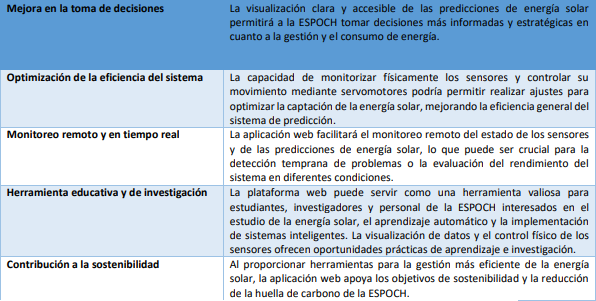 Mejora en la toma de decisiones
La visualización clara y accesible de las predicciones de energía solar
permitirá a la ESPOCH tomar decisiones más informadas y estratégicas en
cuanto a la gestión y el consumo de energía.
Optimización de la eficiencia del sistema
La capacidad de monitorizar físicamente los sensores y controlar su
movimiento mediante servomotores podría permitir realizar ajustes para
optimizar la captación de la energía solar, mejorando la eficiencia general del
sistema de predicción.
Monitoreo remoto y en tiempo real
La aplicación web facilitará el monitoreo remoto del estado de los sensores
y de las predicciones de energía solar, lo que puede ser crucial para la
detección temprana de problemas o la evaluación del rendimiento del
sistema en diferentes condiciones.
Herramienta educativa y de investigación
La plataforma web puede servir como una herramienta valiosa para
estudiantes, investigadores y personal de la ESPOCH interesados en el
estudio de la energía solar, el aprendizaje automático y la implementación
de sistemas inteligentes. La visualización de datos y el control físico de los
sensores ofrecen oportunidades prácticas de aprendizaje e investigación.
Contribución a la sostenibilidad
Al proporcionar herramientas para la gestión más eficiente de la energía
solar, la aplicación web apoya los objetivos de sostenibilidad y la reducción
de la huella de carbono de la ESPOCH.